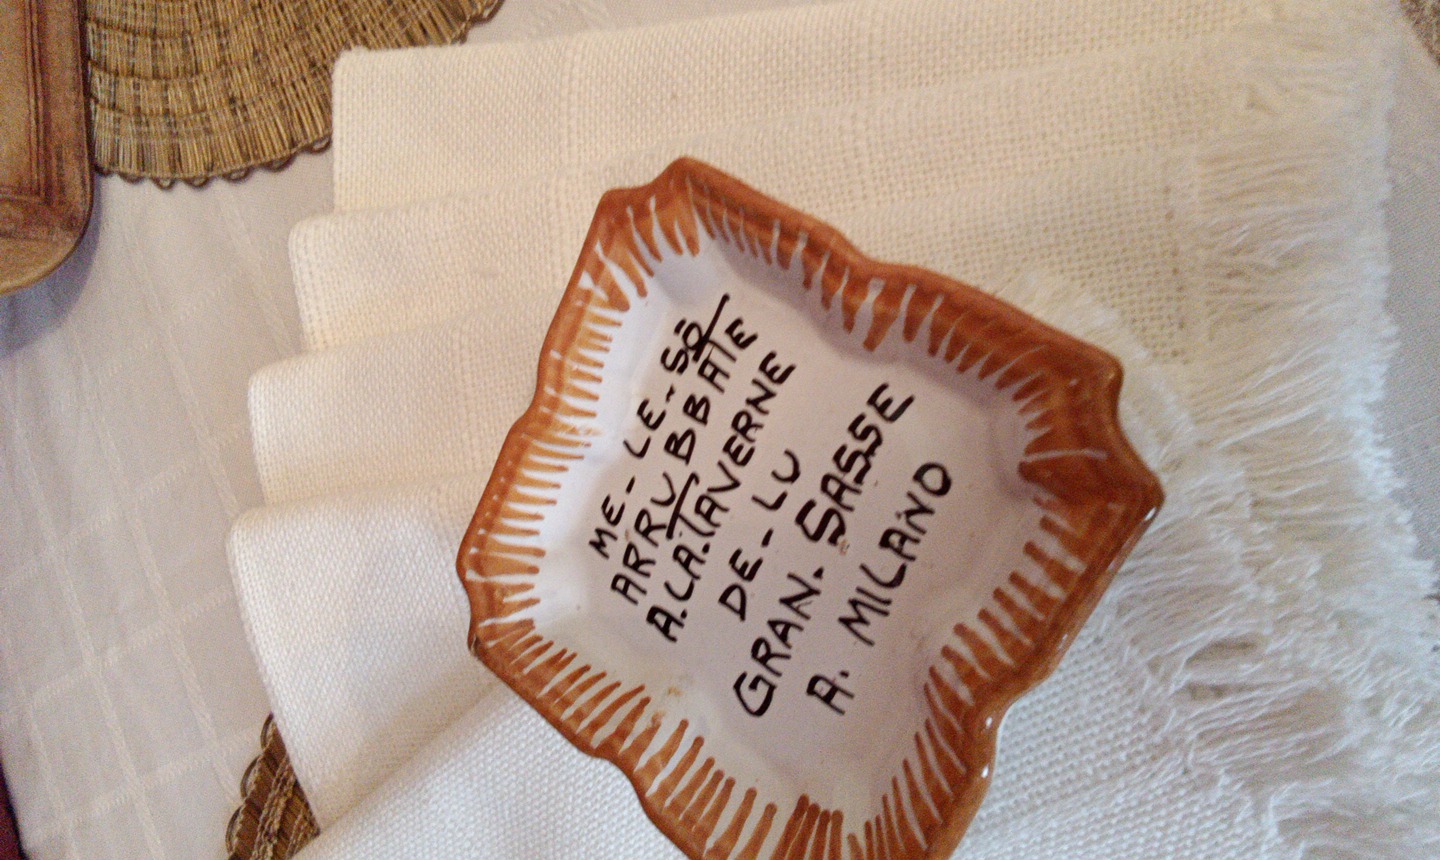 ME-LE-SÒ
ARRUBBATE
A.LA.TAVERNE
DE-LU
GRAN. SASSE
A. MILANO